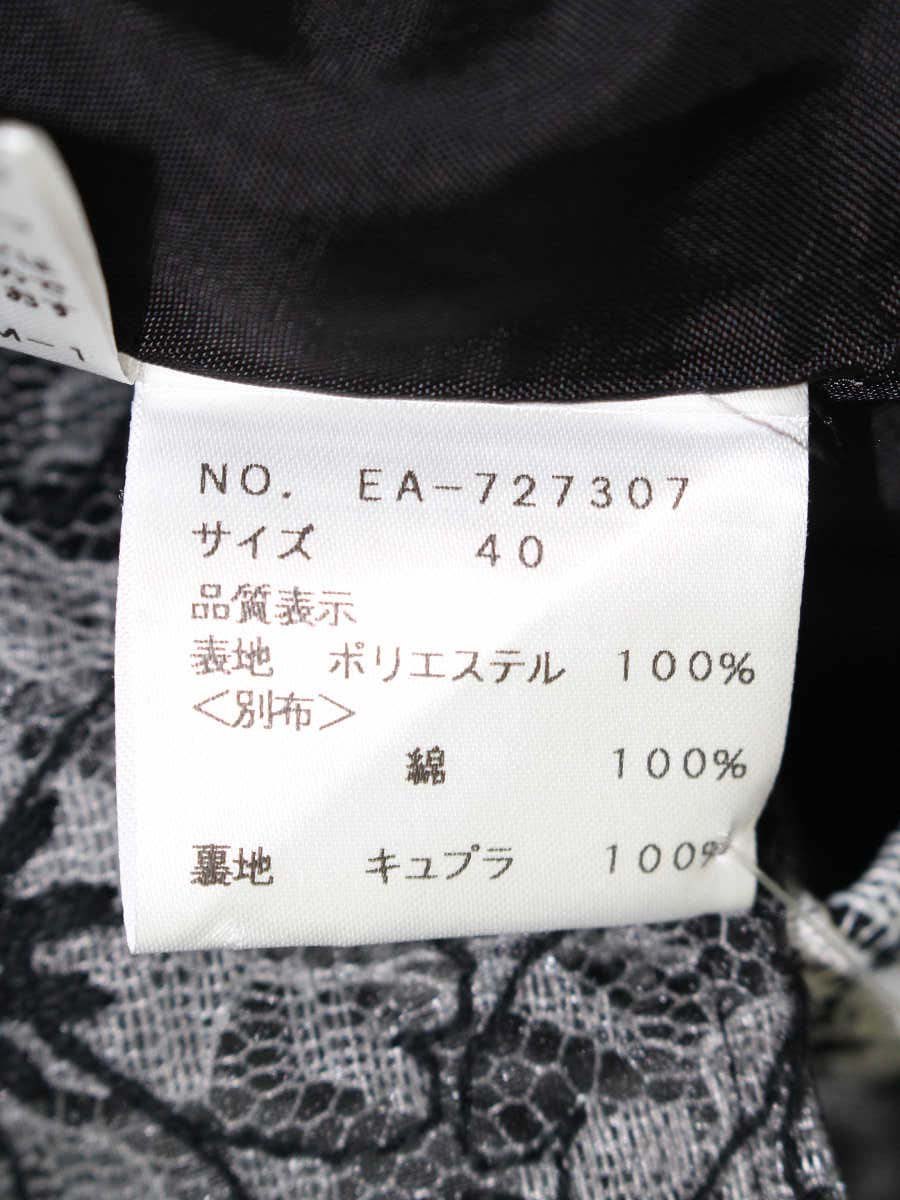 M-1
NO. EA-727307
サイズ 40
品質表示
表地 ポリエステル 100%
＜別布＞
綿 100%
裏地 キュプラ 100%